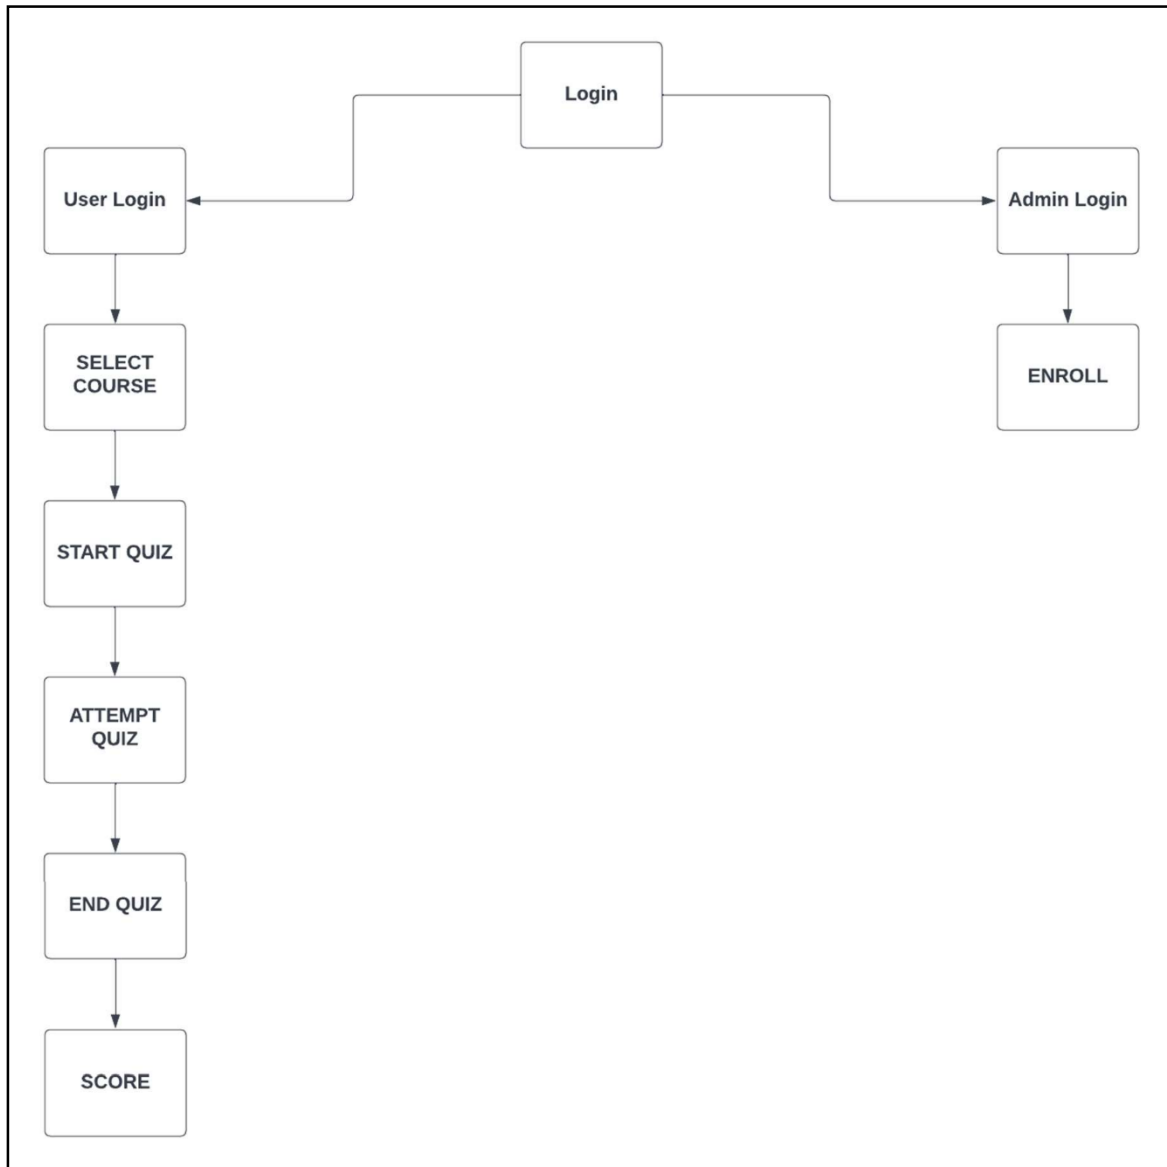 Login
User Login
Admin Login
SELECT
COURSE
ENROLL
START QUIZ
ATTEMPT
QUIZ
END QUIZ
SCORE